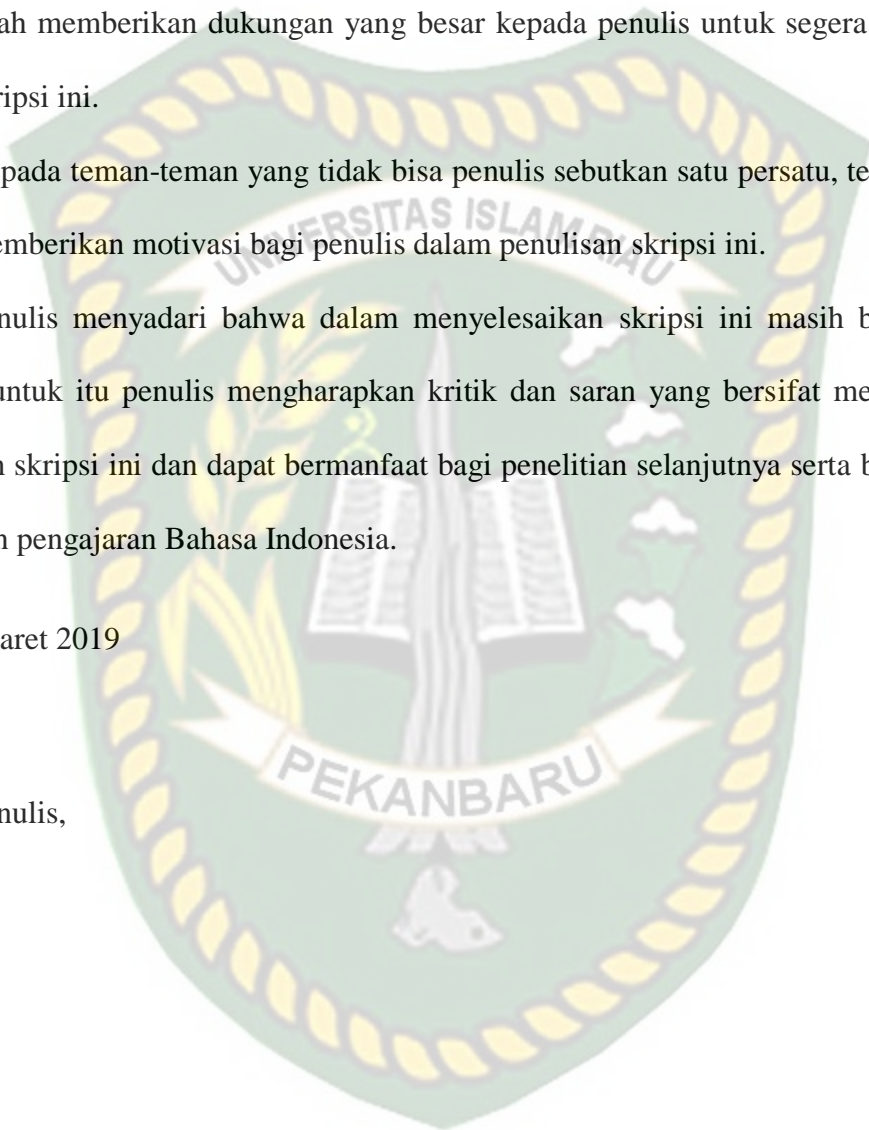 ah memberikan dukungan yang besar kepada penulis untuk segera
ripsi ini.
pada teman-teman yang tidak bisa penulis sebutkan satu persatu, te
emberikan motivasi bagi penulis dalam penulisan skripsi ini.
UNIVERSITAS ISLAM RIAU
nulis menyadari bahwa dalam menyelesaikan skripsi ini masih b
untuk itu penulis mengharapkan kritik dan saran yang bersifat me
n skripsi ini dan dapat bermanfaat bagi penelitian selanjutnya serta b
n pengajaran Bahasa Indonesia.
aret 2019
PEKANBARU
nulis,